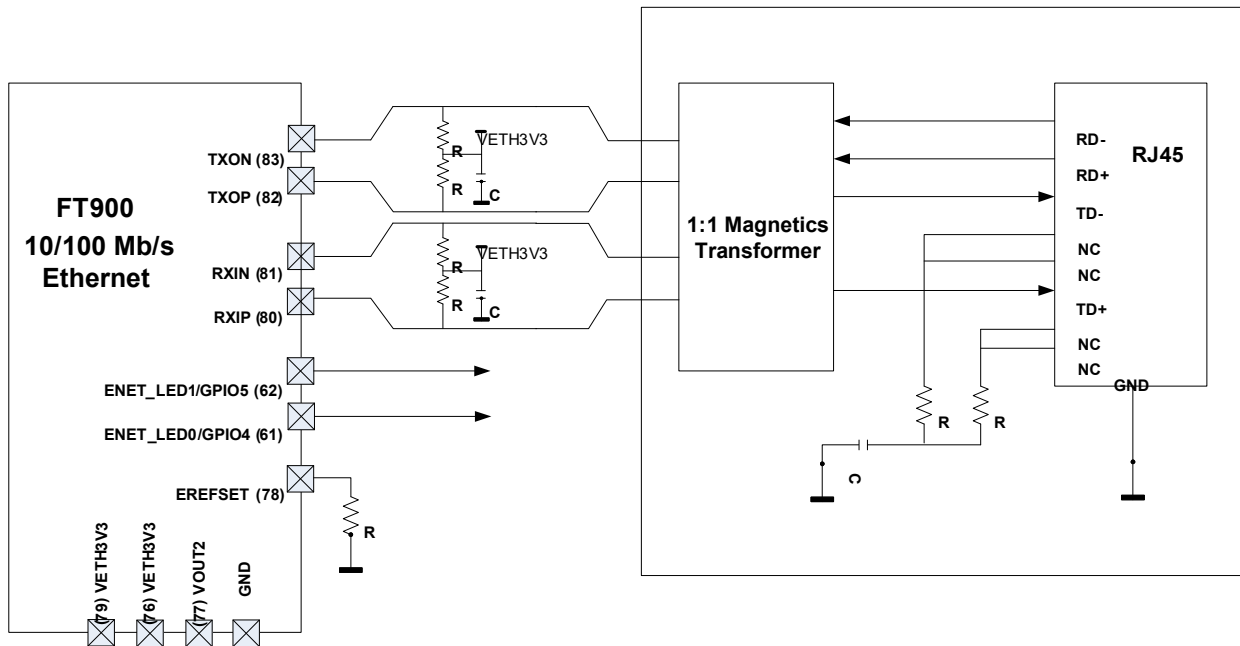 FT900
10/100 Mb/s
Ethernet
TXON (83)
TXOP (82)
RXIN (81)
RXIP (80)
ENET_LED1/GPIO5 (62)
ENET_LED0/GPIO4 (61)
EREFSET (78)
(79) VETH3V3
(76) VETH3V3
(77) VOUT2
GND
R
VETH3V3
R
R
C
VETH3V3
R
R
C
1:1 Magnetics
Transformer
RJ45
RD-
RD+
TD-
NC
NC
TD+
NC
NC
GND
R
R
C